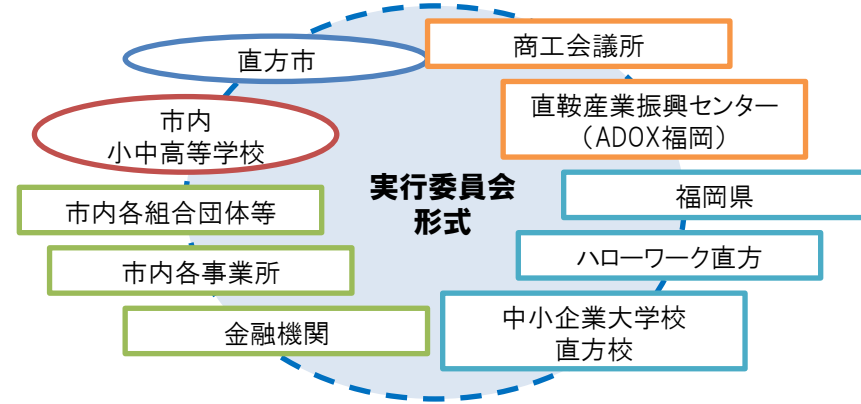 直方市
商工会議所
市内
小中高等学校
直鞍産業振興センター
（ADOX福岡）
実行委員会
形式
市内各組合団体等
福岡県
市内各事業所
ハローワーク直方
金融機関
中小企業大学校
直方校